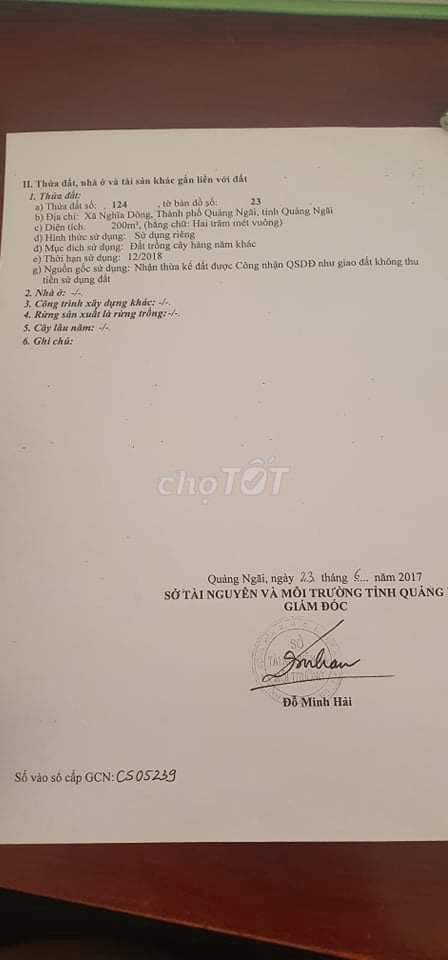 II. Thửa đất, nhà ở và tài sản khác gắn liền với đất
1. Thửa đất:
a) Thửa đất số: 124 , tờ bản đồ số: 23
b) Địa chỉ: Xã Nghĩa Dõng, Thành phố Quảng Ngãi, tỉnh Quảng Ngãi
c) Diện tích: 200m², (bằng chữ: Hai trăm mét vuông)
d) Hình thức sử dụng: Sử dụng riêng
đ) Mục đích sử dụng: Đất trồng cây hàng năm khác
e) Thời hạn sử dụng: 12/2018
g) Nguồn gốc sử dụng: Nhận thừa kế đất được Công nhận QSDĐ như giao đất không thu
tiền sử dụng đất
2. Nhà ở: -/-.
3. Công trình xây dựng khác: -/-.
4. Rừng sản xuất là rừng trồng:-/-.
5. Cây lâu năm: -/-.
6. Ghi chú:
chợTỐT
Quảng Ngãi, ngày 23 tháng 6... năm 2017
SỞ TÀI NGUYÊN VÀ MÔI TRƯỜNG TỈNH QUẢNG
GIÁM ĐỐC
SỞ
Đỗ Minh Hải
Số vào sổ cấp GCN: CS05239